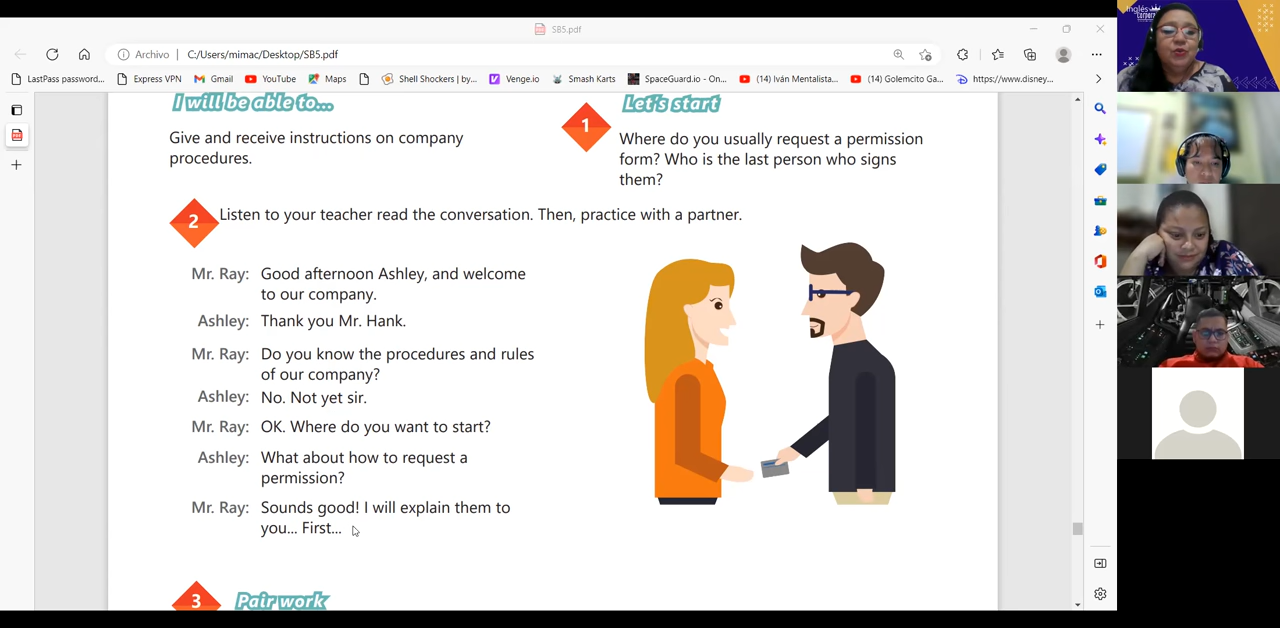 SB5.pdf
Archivo
C:/Users/mimac/Desktop/SB5.pdf
LastPass password...
Express VPN
Gmail
YouTube
Maps
Shell Shockers | by...
Venge.io
Smash Karts
SpaceGuard.io - On...
(14) Iván Mentalista...
(14) Golemcito Ga...
https://www.disney...
Inglés
Corpor
I will be able to...
Give and receive instructions on company
procedures.
1
Let's start
Where do you usually request a permission
form? Who is the last person who signs
them?
2
Listen to your teacher read the conversation. Then, practice with a partner.
Mr. Ray: Good afternoon Ashley, and welcome
to our company.
Ashley: Thank you Mr. Hank.
Mr. Ray: Do you know the procedures and rules
of our company?
Ashley: No. Not yet sir.
Mr. Ray: OK. Where do you want to start?
Ashley: What about how to request a
permission?
Mr. Ray: Sounds good! I will explain them to
you... First...
3
Pair work